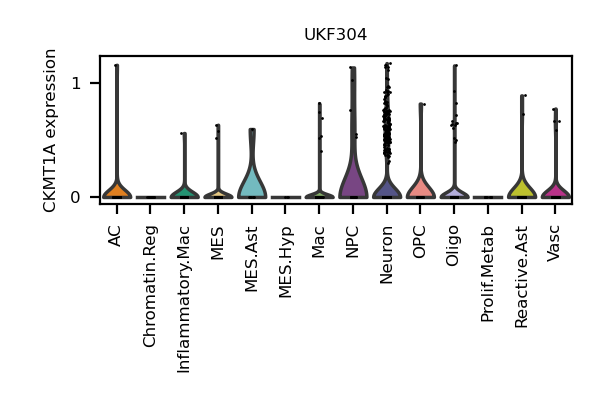 UKF304
CKMT1A expression
1
0
AC
Chromatin.Reg
Inflammatory.Mac
MES
MES.Ast
MES.Hyp
Mac
NPC
Neuron
OPC
Oligo
Prolif.Metab
Reactive.Ast
Vasc